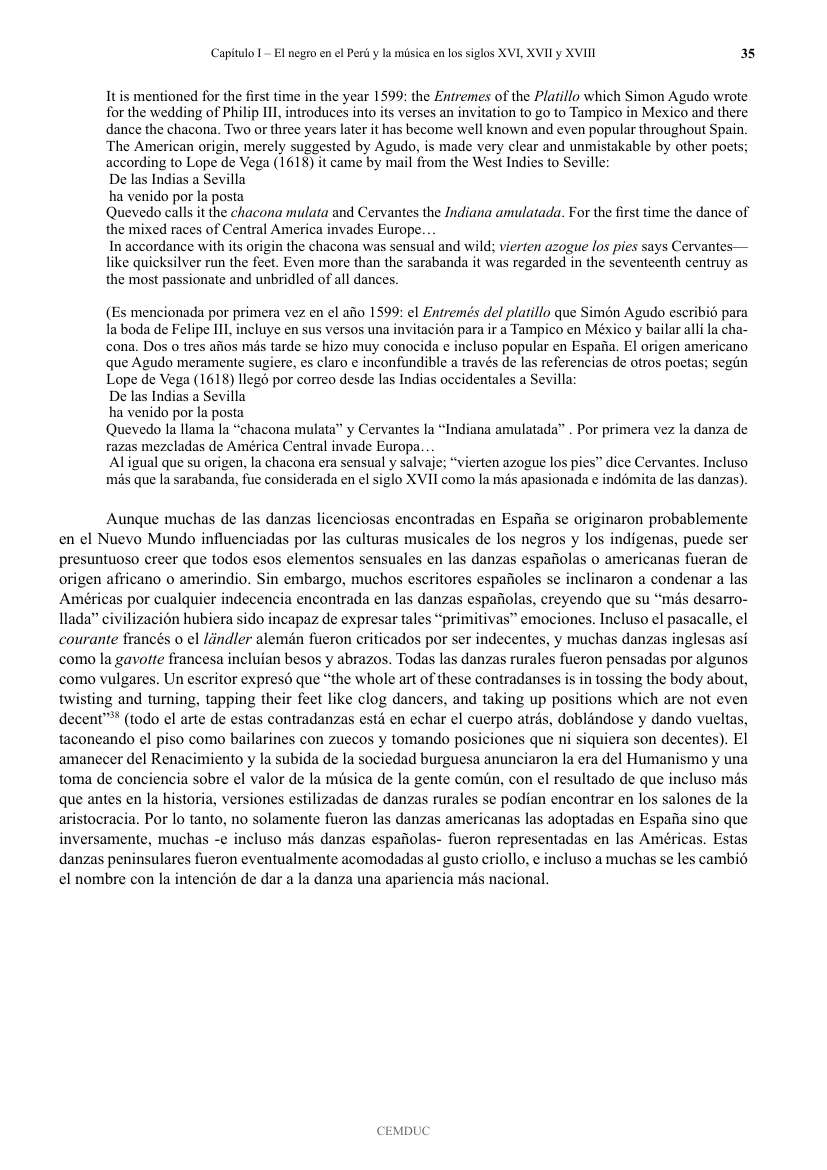 Capítulo I – El negro en el Perú y la música en los siglos XVI, XVII y XVIII
35
It is mentioned for the first time in the year 1599: the Entremes of the Platillo which Simon Agudo wrote
for the wedding of Philip III, introduces into its verses an invitation to go to Tampico in Mexico and there
dance the chacona. Two or three years later it has become well known and even popular throughout Spain.
The American origin, merely suggested by Agudo, is made very clear and unmistakable by other poets;
according to Lope de Vega (1618) it came by mail from the West Indies to Seville:
De las Indias a Sevilla
ha venido por la posta
Quevedo calls it the chacona mulata and Cervantes the Indiana amulatada. For the first time the dance of
the mixed races of Central America invades Europe…
In accordance with its origin the chacona was sensual and wild; vierten azogue los pies says Cervantes—
like quicksilver run the feet. Even more than the sarabanda it was regarded in the seventeenth centruy as
the most passionate and unbridled of all dances.
(Es mencionada por primera vez en el año 1599: el Entremés del platillo que Simón Agudo escribió para
la boda de Felipe III, incluye en sus versos una invitación para ir a Tampico en México y bailar allí la cha-
cona. Dos o tres años más tarde se hizo muy conocida e incluso popular en España. El origen americano
que Agudo meramente sugiere, es claro e inconfundible a través de las referencias de otros poetas; según
Lope de Vega (1618) llegó por correo desde las Indias occidentales a Sevilla:
De las Indias a Sevilla
ha venido por la posta
Quevedo la llama la “chacona mulata” y Cervantes la “Indiana amulatada” . Por primera vez la danza de
razas mezcladas de América Central invade Europa…
Al igual que su origen, la chacona era sensual y salvaje; “vierten azogue los pies” dice Cervantes. Incluso
más que la sarabanda, fue considerada en el siglo XVII como la más apasionada e indómita de las danzas).
Aunque muchas de las danzas licenciosas encontradas en España se originaron probablemente
en el Nuevo Mundo influenciadas por las culturas musicales de los negros y los indígenas, puede ser
presuntuoso creer que todos esos elementos sensuales en las danzas españolas o americanas fueran de
origen africano o amerindio. Sin embargo, muchos escritores españoles se inclinaron a condenar a las
Américas por cualquier indecencia encontrada en las danzas españolas, creyendo que su “más desarro-
llada” civilización hubiera sido incapaz de expresar tales “primitivas” emociones. Incluso el pasacalle, el
courante francés o el ländler alemán fueron criticados por ser indecentes, y muchas danzas inglesas así
como la gavotte francesa incluían besos y abrazos. Todas las danzas rurales fueron pensadas por algunos
como vulgares. Un escritor expresó que “the whole art of these contradanses is in tossing the body about,
twisting and turning, tapping their feet like clog dancers, and taking up positions which are not even
decent”38 (todo el arte de estas contradanzas está en echar el cuerpo atrás, doblándose y dando vueltas,
taconeando el piso como bailarines con zuecos y tomando posiciones que ni siquiera son decentes). El
amanecer del Renacimiento y la subida de la sociedad burguesa anunciaron la era del Humanismo y una
toma de conciencia sobre el valor de la música de la gente común, con el resultado de que incluso más
que antes en la historia, versiones estilizadas de danzas rurales se podían encontrar en los salones de la
aristocracia. Por lo tanto, no solamente fueron las danzas americanas las adoptadas en España sino que
inversamente, muchas -e incluso más danzas españolas- fueron representadas en las Américas. Estas
danzas peninsulares fueron eventualmente acomodadas al gusto criollo, e incluso a muchas se les cambió
el nombre con la intención de dar a la danza una apariencia más nacional.
CEMDUC